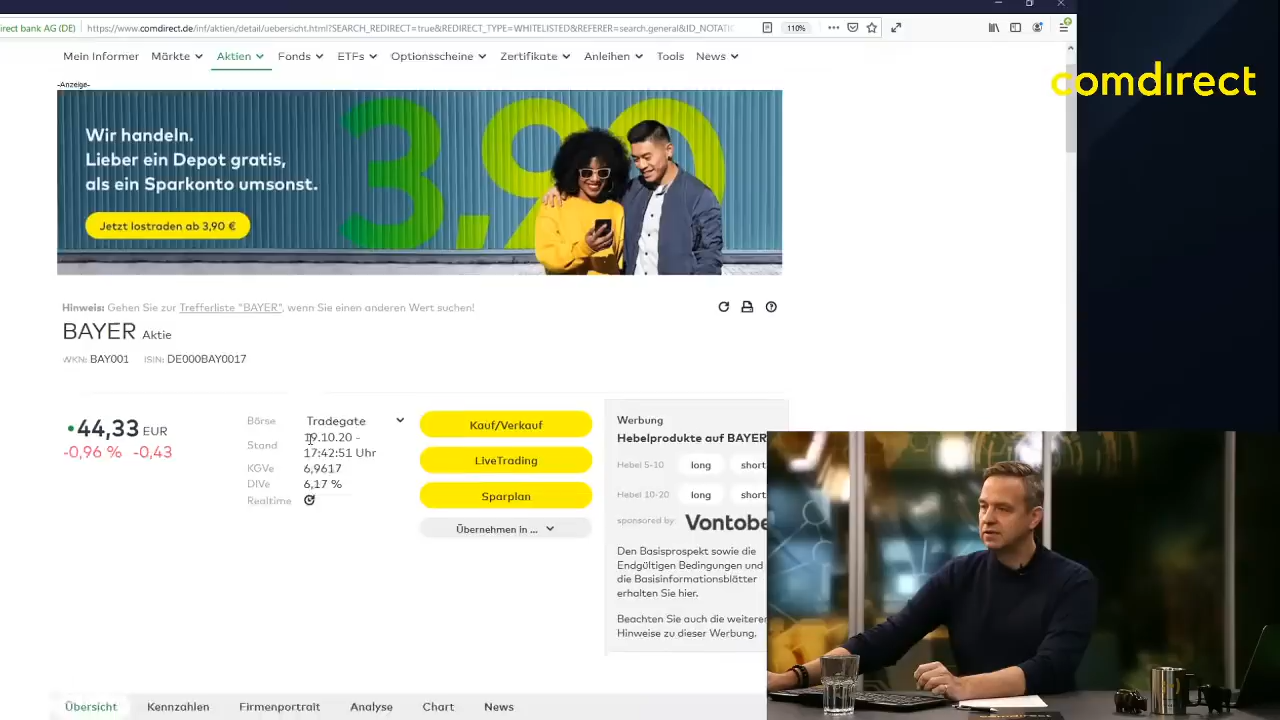 direct bank AG (DE)
https://www.comdirect.de/inf/aktien/detail/uebersicht.html?SEARCH_REDIRECT=true&REDIRECT_TYPE=WHITELISTED&REFERER=search.general&ID_NOTATI
110%
Mein Informer Märkte Aktien Fonds ETFs Optionsscheine Zertifikate Anleihen Tools News
-Anzeige-
comdirect
3,90
Wir handeln.
Lieber ein Depot gratis,
als ein Sparkonto umsonst.
Jetzt lostraden ab 3,90 €
Hinweis: Gehen Sie zur Trefferliste "BAYER", wenn Sie einen anderen Wert suchen!
BAYER Aktie
WKN: BAY001 ISIN: DE000BAY0017
44,33 EUR
-0,96 % -0,43
Börse Tradegate
Stand 19.10.20 -
17:42:51 Uhr
KGVe 6,9617
DIVe 6,17 %
Realtime
Kauf/Verkauf
LiveTrading
Sparplan
Übernehmen in ...
Werbung
Hebelprodukte auf BAYER
Hebel 5-10 long short
Hebel 10-20 long short
sponsored by: Vontobe
Den Basisprospekt sowie die
Endgültigen Bedingungen und
die Basisinformationsblätter
erhalten Sie hier.
Beachten Sie auch die weiteren
Hinweise zu dieser Werbung.
Übersicht Kennzahlen Firmenportrait Analyse Chart News